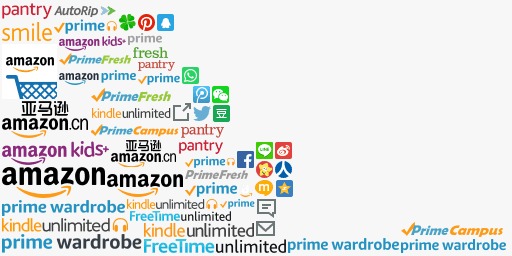 pantry AutoRip
smile prime prime
amazon kids+
amazon PrimeFresh fresh
pantry
amazon prime prime
PrimeFresh
亚马逊 kindleunlimited 豆
amazon.cn PrimeCampus pantry
amazon kids+ 亚马逊 pantry LINE
amazon.cn prime
amazon amazon PrimeFresh
prime m
prime wardrobe kindleunlimited prime
kindleunlimited FreeTime unlimited
kindleunlimited PrimeCampus
prime wardrobe FreeTime unlimited prime wardrobe prime wardrobe